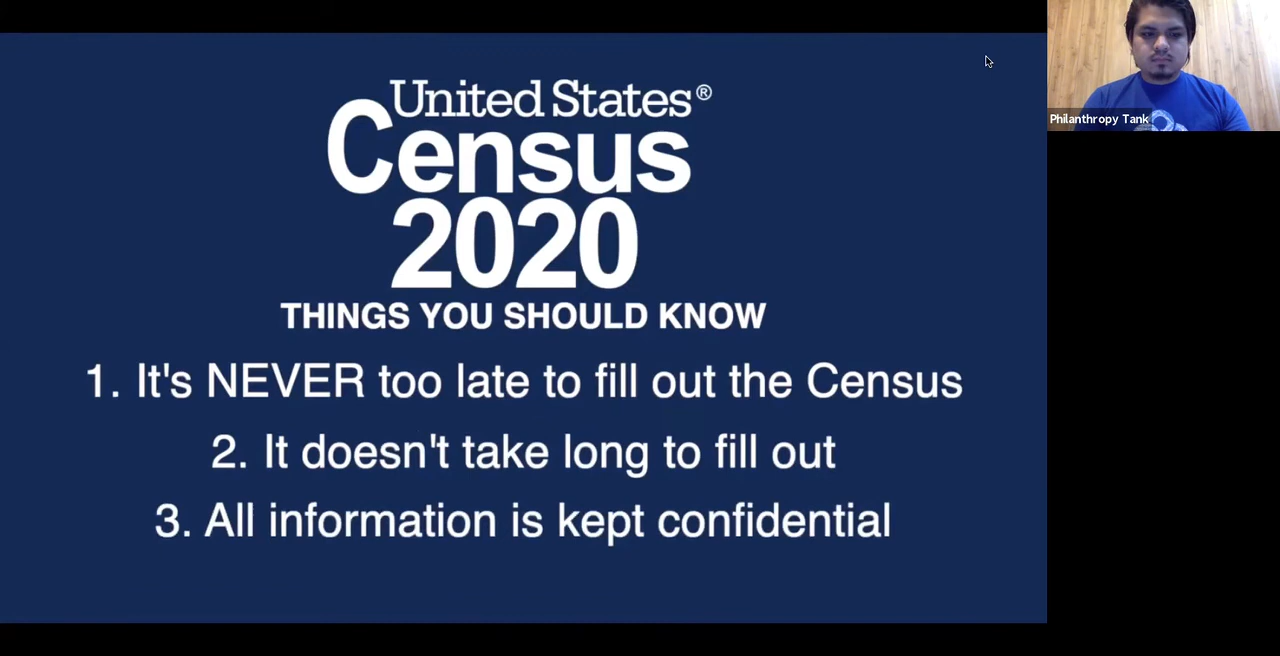 United States®
Census
2020
THINGS YOU SHOULD KNOW
1. It's NEVER too late to fill out the Census
2. It doesn't take long to fill out
3. All information is kept confidential
Philanthropy Tank